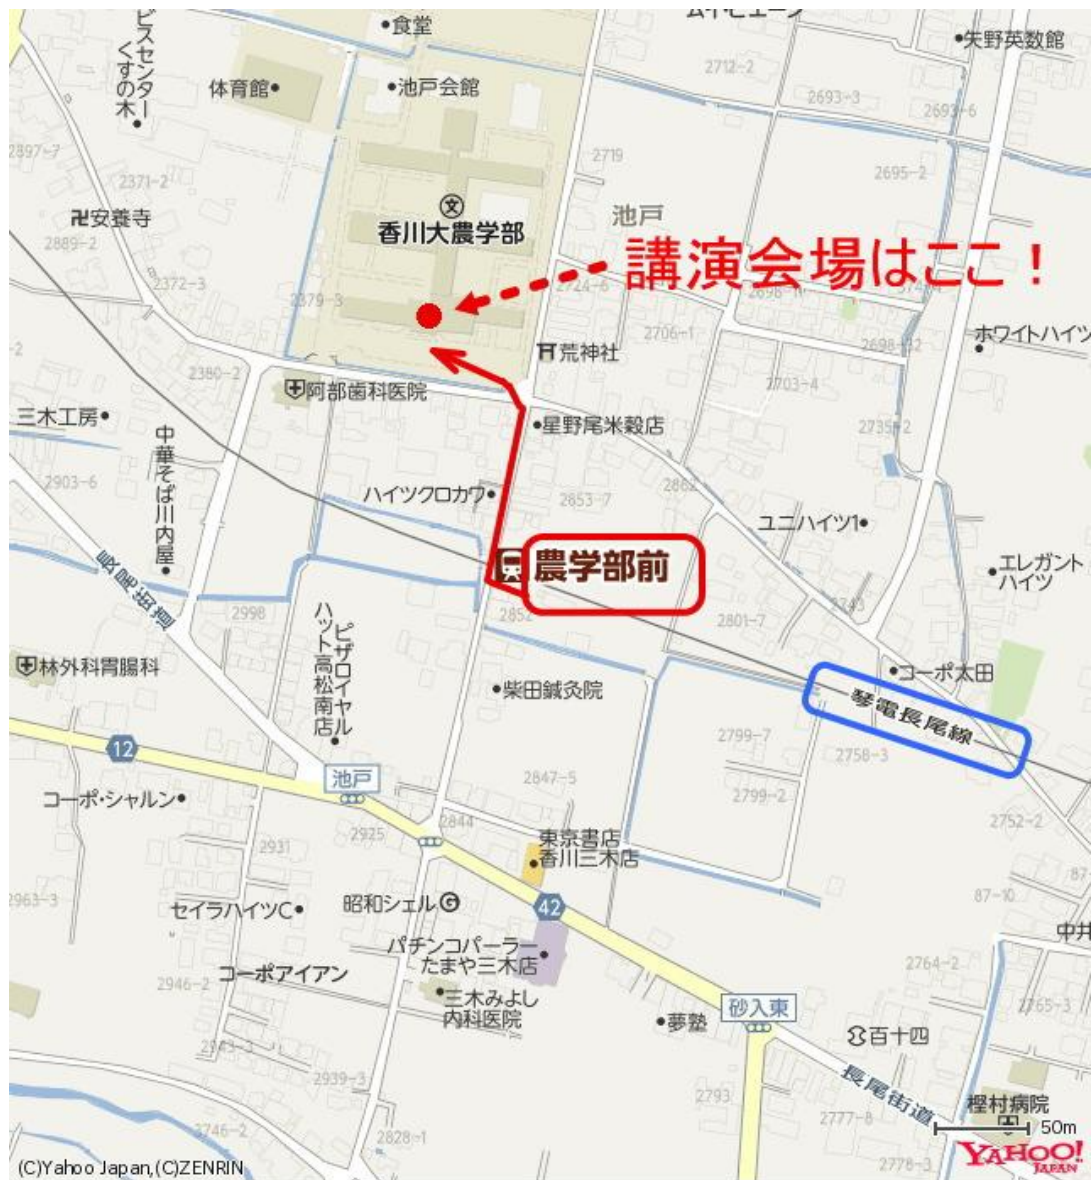 食堂
矢野英数館
ビスセンター
くすの木
体育館
池戸会館
2712-2
2693-3
2693-6
2897-7
2371-2
2719
2695-2
卍安養寺
2889-2
文
香川大農学部
池戸
講演会場はここ！
2372-3
2379-3
2724-6
2706-1
ホワイトハイツ
荒神社
2380-2
阿部歯科医院
2703-4
三木工房
星野尾米穀店
2735-2
中華そば川内屋
2903-6
ハイツクロカワ
2853-7
2862
ユニハイツ1
長尾街道
農学部前
エレガント
ハイツ
2998
2852
2801-7
2743
ピザロイヤル
ハット高松南店
林外科胃腸科
柴田鍼灸院
コーポ太田
琴電長尾線
12
2799-7
2758-3
池戸
2847-5
2799-2
コーポ・シャルン
2925
2844
2752-2
2931
東京書店
香川三木店
87-
87-10
2963-3
セイラハイツC
昭和シェル
42
中井
パチンコパーラー
たまや三木店
2764-2
コーポアイアン
2946-2
三木みよし
内科医院
砂入東
2765-3
夢塾
百十四
2943-3
2939-3
長尾街道
2793
樫村病院
2777-8
50m
3746-2
2828-1
2778-3
(C)Yahoo Japan,(C)ZENRIN
YAHOO!
JAPAN